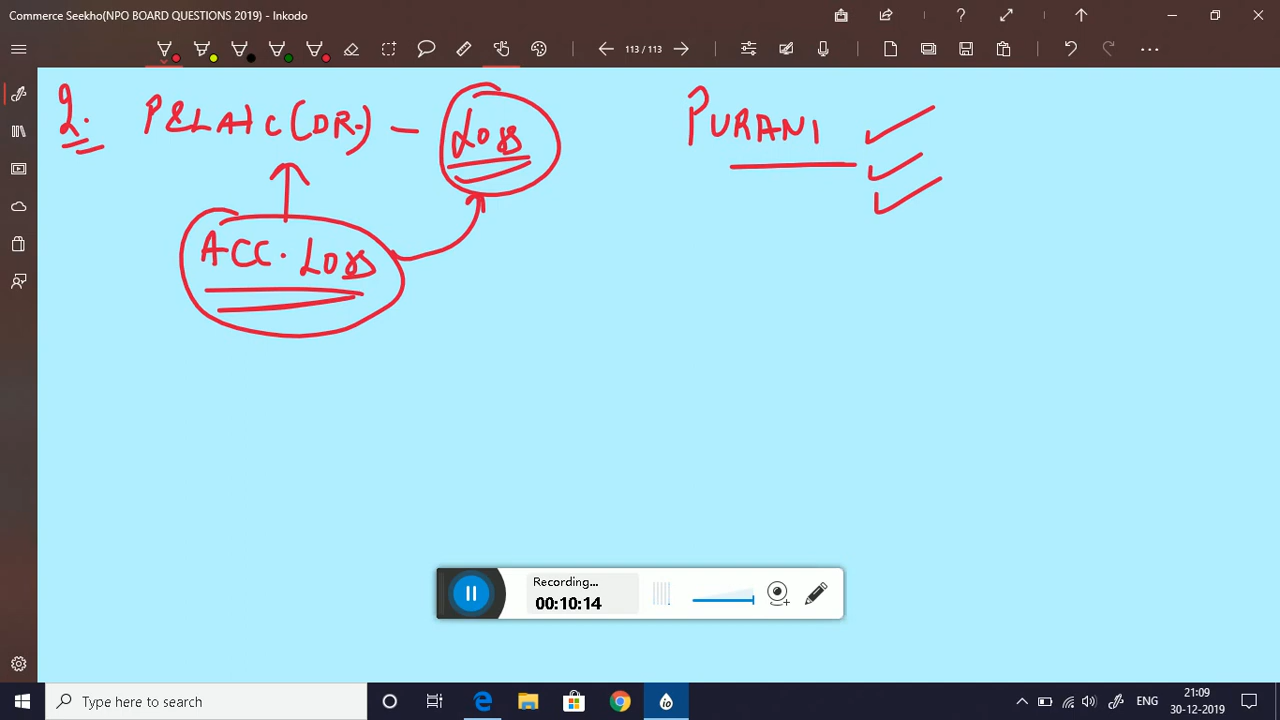 Commerce Seekho(NPO BOARD QUESTIONS 2019) - Inkodo
113 / 113
2. P&L A/C (DR.) - Loss
PURANI
ACC. Loss
Recording...
00:10:14
Type here to search
ENG
21:09
30-12-2019